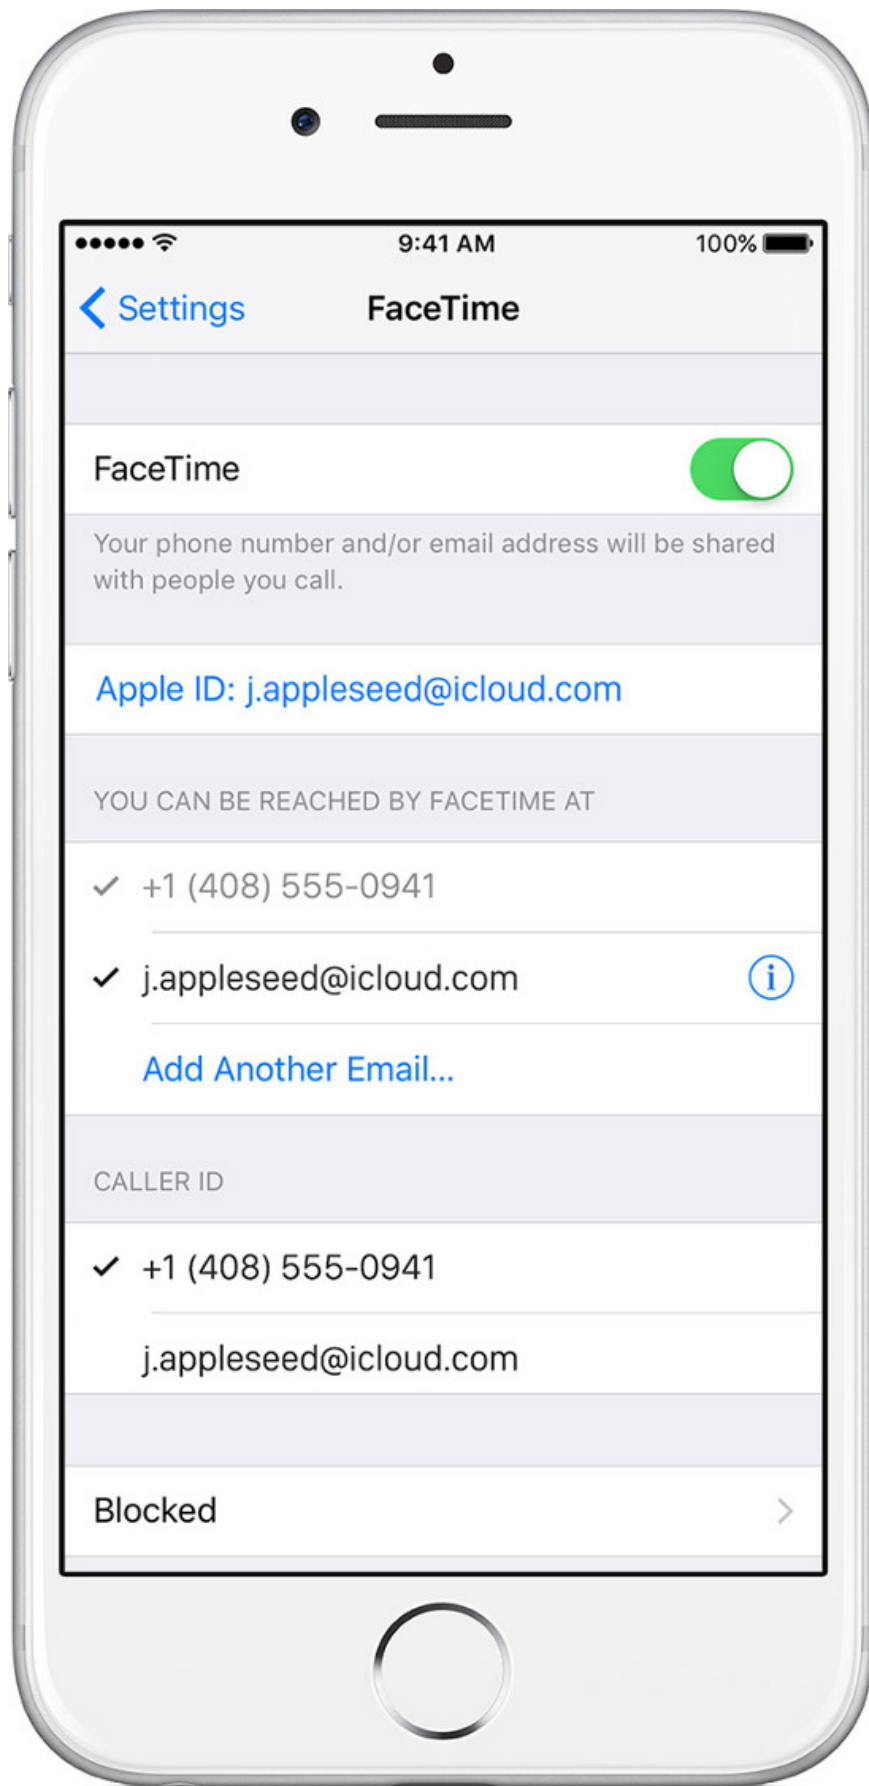 9:41 AM 100%
Settings FaceTime
FaceTime
Your phone number and/or email address will be shared
with people you call.
Apple ID: j.appleseed@icloud.com
YOU CAN BE REACHED BY FACETIME AT
+1 (408) 555-0941
j.appleseed@icloud.com
Add Another Email...
CALLER ID
+1 (408) 555-0941
j.appleseed@icloud.com
Blocked